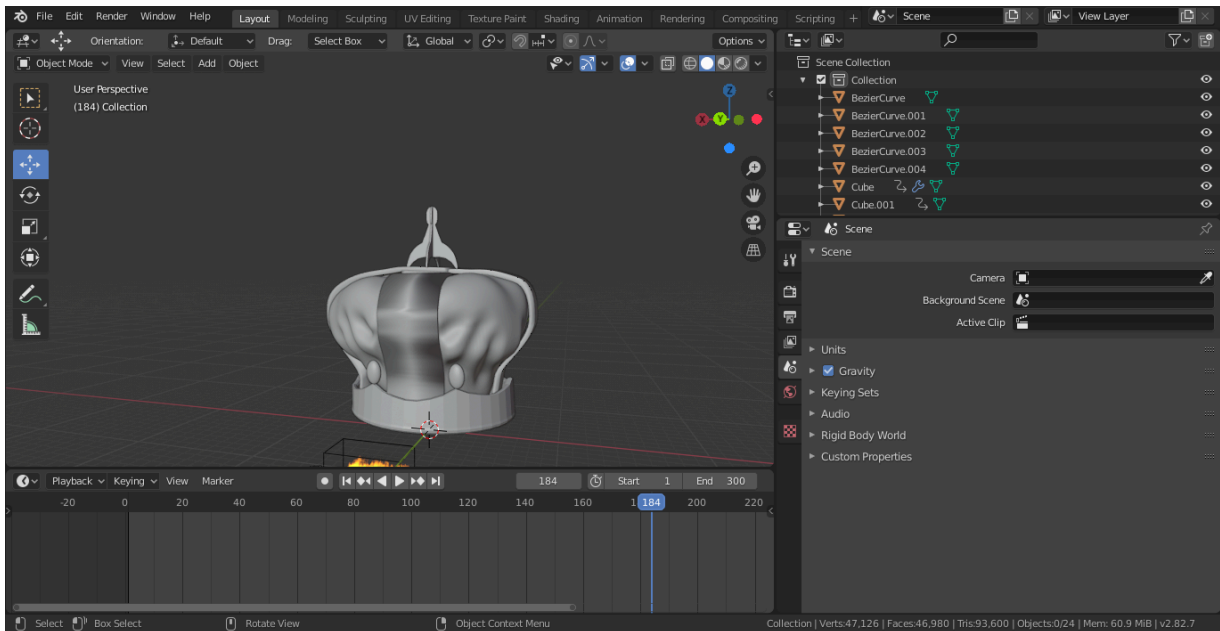 File Edit Render Window Help Layout Modeling Sculpting UV Editing Texture Paint Shading Animation Rendering Compositing Scripting + Scene View Layer
Orientation: Default Drag: Select Box Global Options
Object Mode View Select Add Object
User Perspective
(184) Collection
Z
X
Y
Scene Collection
Collection
BezierCurve
BezierCurve.001
BezierCurve.002
BezierCurve.003
BezierCurve.004
Cube
Cube.001
Scene
Scene
Camera
Background Scene
Active Clip
Units
Gravity
Keying Sets
Audio
Rigid Body World
Custom Properties
Playback Keying View Marker 184 Start 1 End 300
-20 0 20 40 60 80 100 120 140 160 1 184 200 220
Select Box Select Rotate View Object Context Menu Collection | Verts:47,126 | Faces:46,980 | Tris:93,600 | Objects:0/24 | Mem: 60.9 MiB | v2.82.7